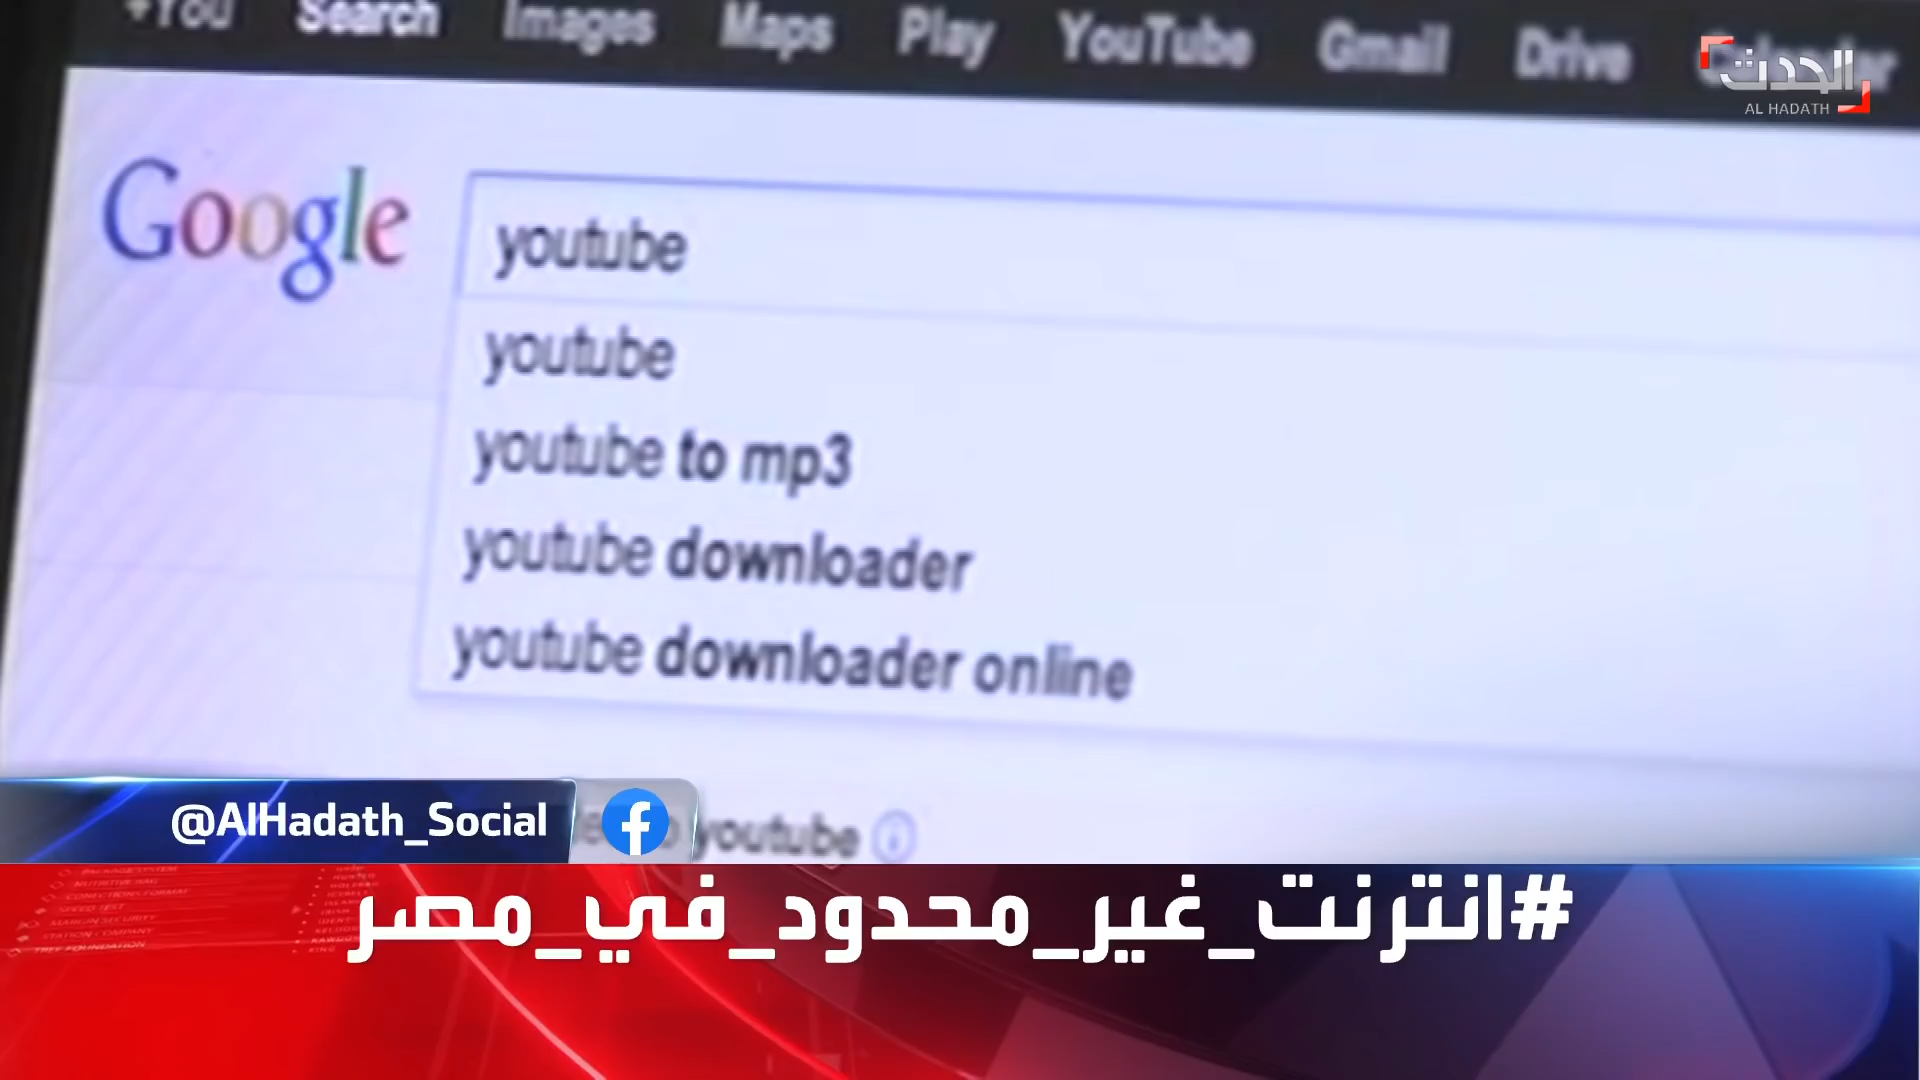 +You Search Images Maps Play YouTube Gmail Drive Calender
الحدث
AL HADATH
Google
youtube
youtube
youtube to mp3
youtube downloader
youtube downloader online
youtube
@AlHadath_Social
#انترنت_غير_محدود_في_مصر